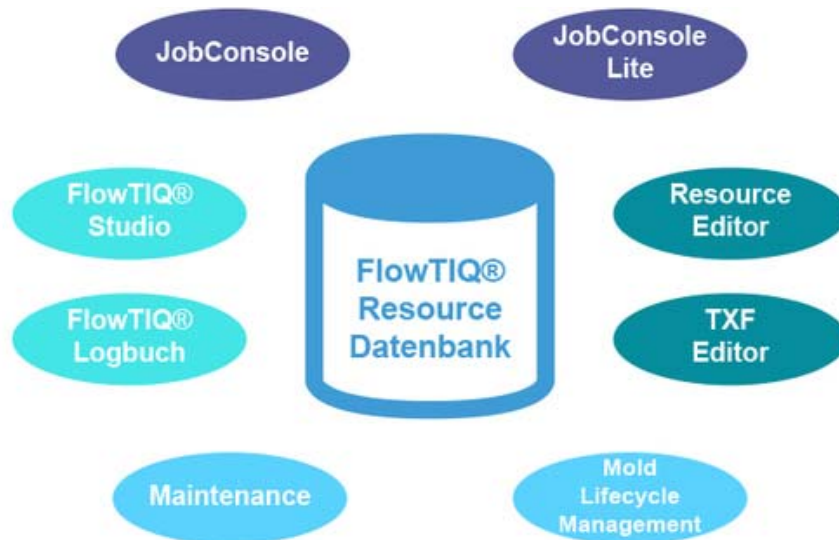 JobConsole
JobConsole
Lite
FlowTIQ®
Studio
FlowTIQ®
Resource
Datenbank
Resource
Editor
FlowTIQ®
Logbuch
TXF
Editor
Maintenance
Mold
Lifecycle
Management